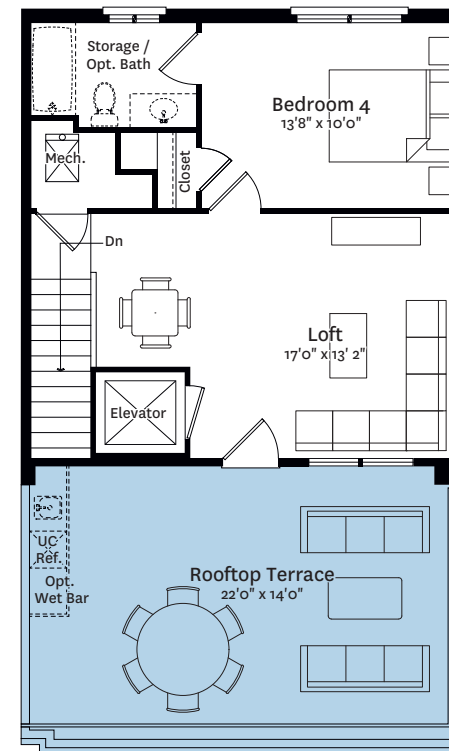 Storage /
Opt. Bath
Bedroom 4
13'8" x 10'0"
Mech.
Closet
Dn
Loft
17'0" x 13' 2"
Elevator
UC
Ref.
Opt.
Wet Bar
Rooftop Terrace
22'0" x 14'0"